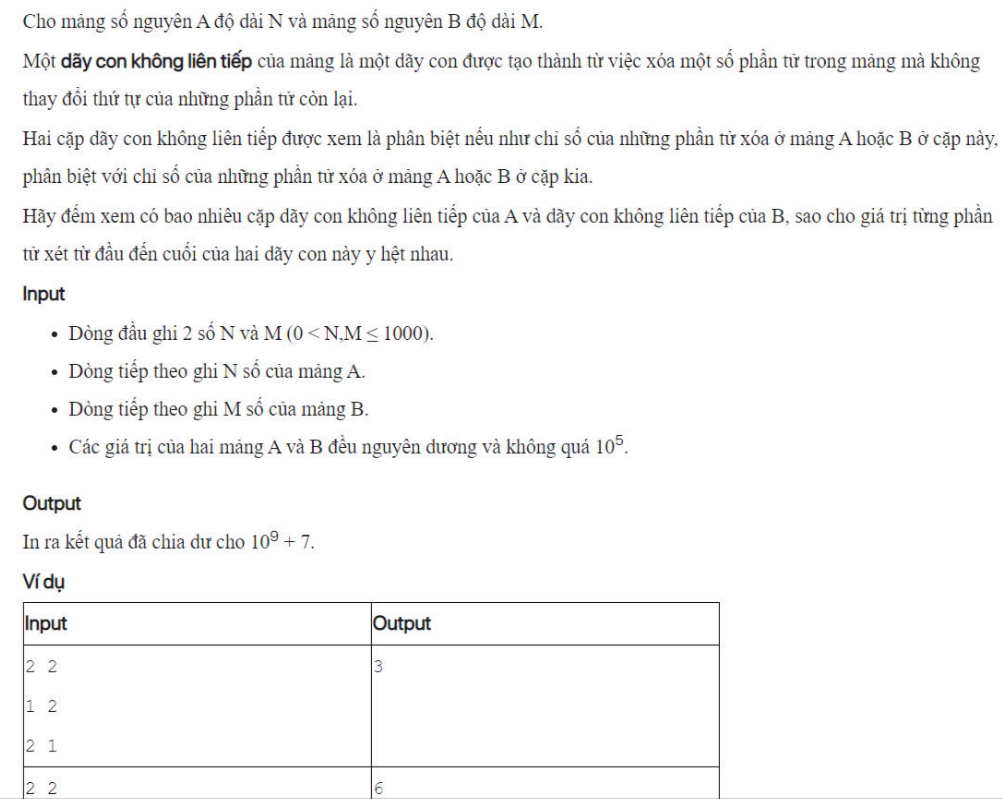 Cho mảng số nguyên A độ dài N và mảng số nguyên B độ dài M.
Một dãy con không liên tiếp của mảng là một dãy con được tạo thành từ việc xóa một số phần tử trong mảng mà không
thay đổi thứ tự của những phần tử còn lại.
Hai cặp dãy con không liên tiếp được xem là phân biệt nếu như chỉ số của những phần tử xóa ở mảng A hoặc B ở cặp này,
phân biệt với chỉ số của những phần tử xóa ở mảng A hoặc B ở cặp kia.
Hãy đếm xem có bao nhiêu cặp dãy con không liên tiếp của A và dãy con không liên tiếp của B, sao cho giá trị từng phần
tử xét từ đầu đến cuối của hai dãy con này y hệt nhau.
Input
• Dòng đầu ghi 2 số N và M (0 < N,M ≤ 1000).
• Dòng tiếp theo ghi N số của mảng A.
• Dòng tiếp theo ghi M số của mảng B.
• Các giá trị của hai mảng A và B đều nguyên dương và không quá 10⁵.
Output
In ra kết quả đã chia dư cho 10⁹ + 7.
Ví dụ
Input Output
2 2 3
1 2
2 1
2 2 6